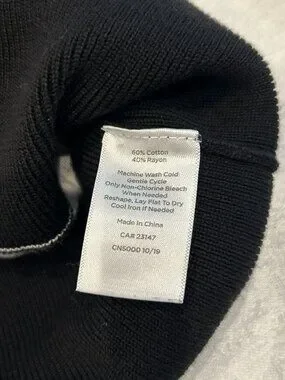 60% Cotton
40% Rayon
Machine Wash Cold
Gentle Cycle
Only Non-Chlorine Bleach
When Needed
Reshape, Lay Flat To Dry
Cool Iron If Needed
Made In China
CA# 23147
CN5000 10/19